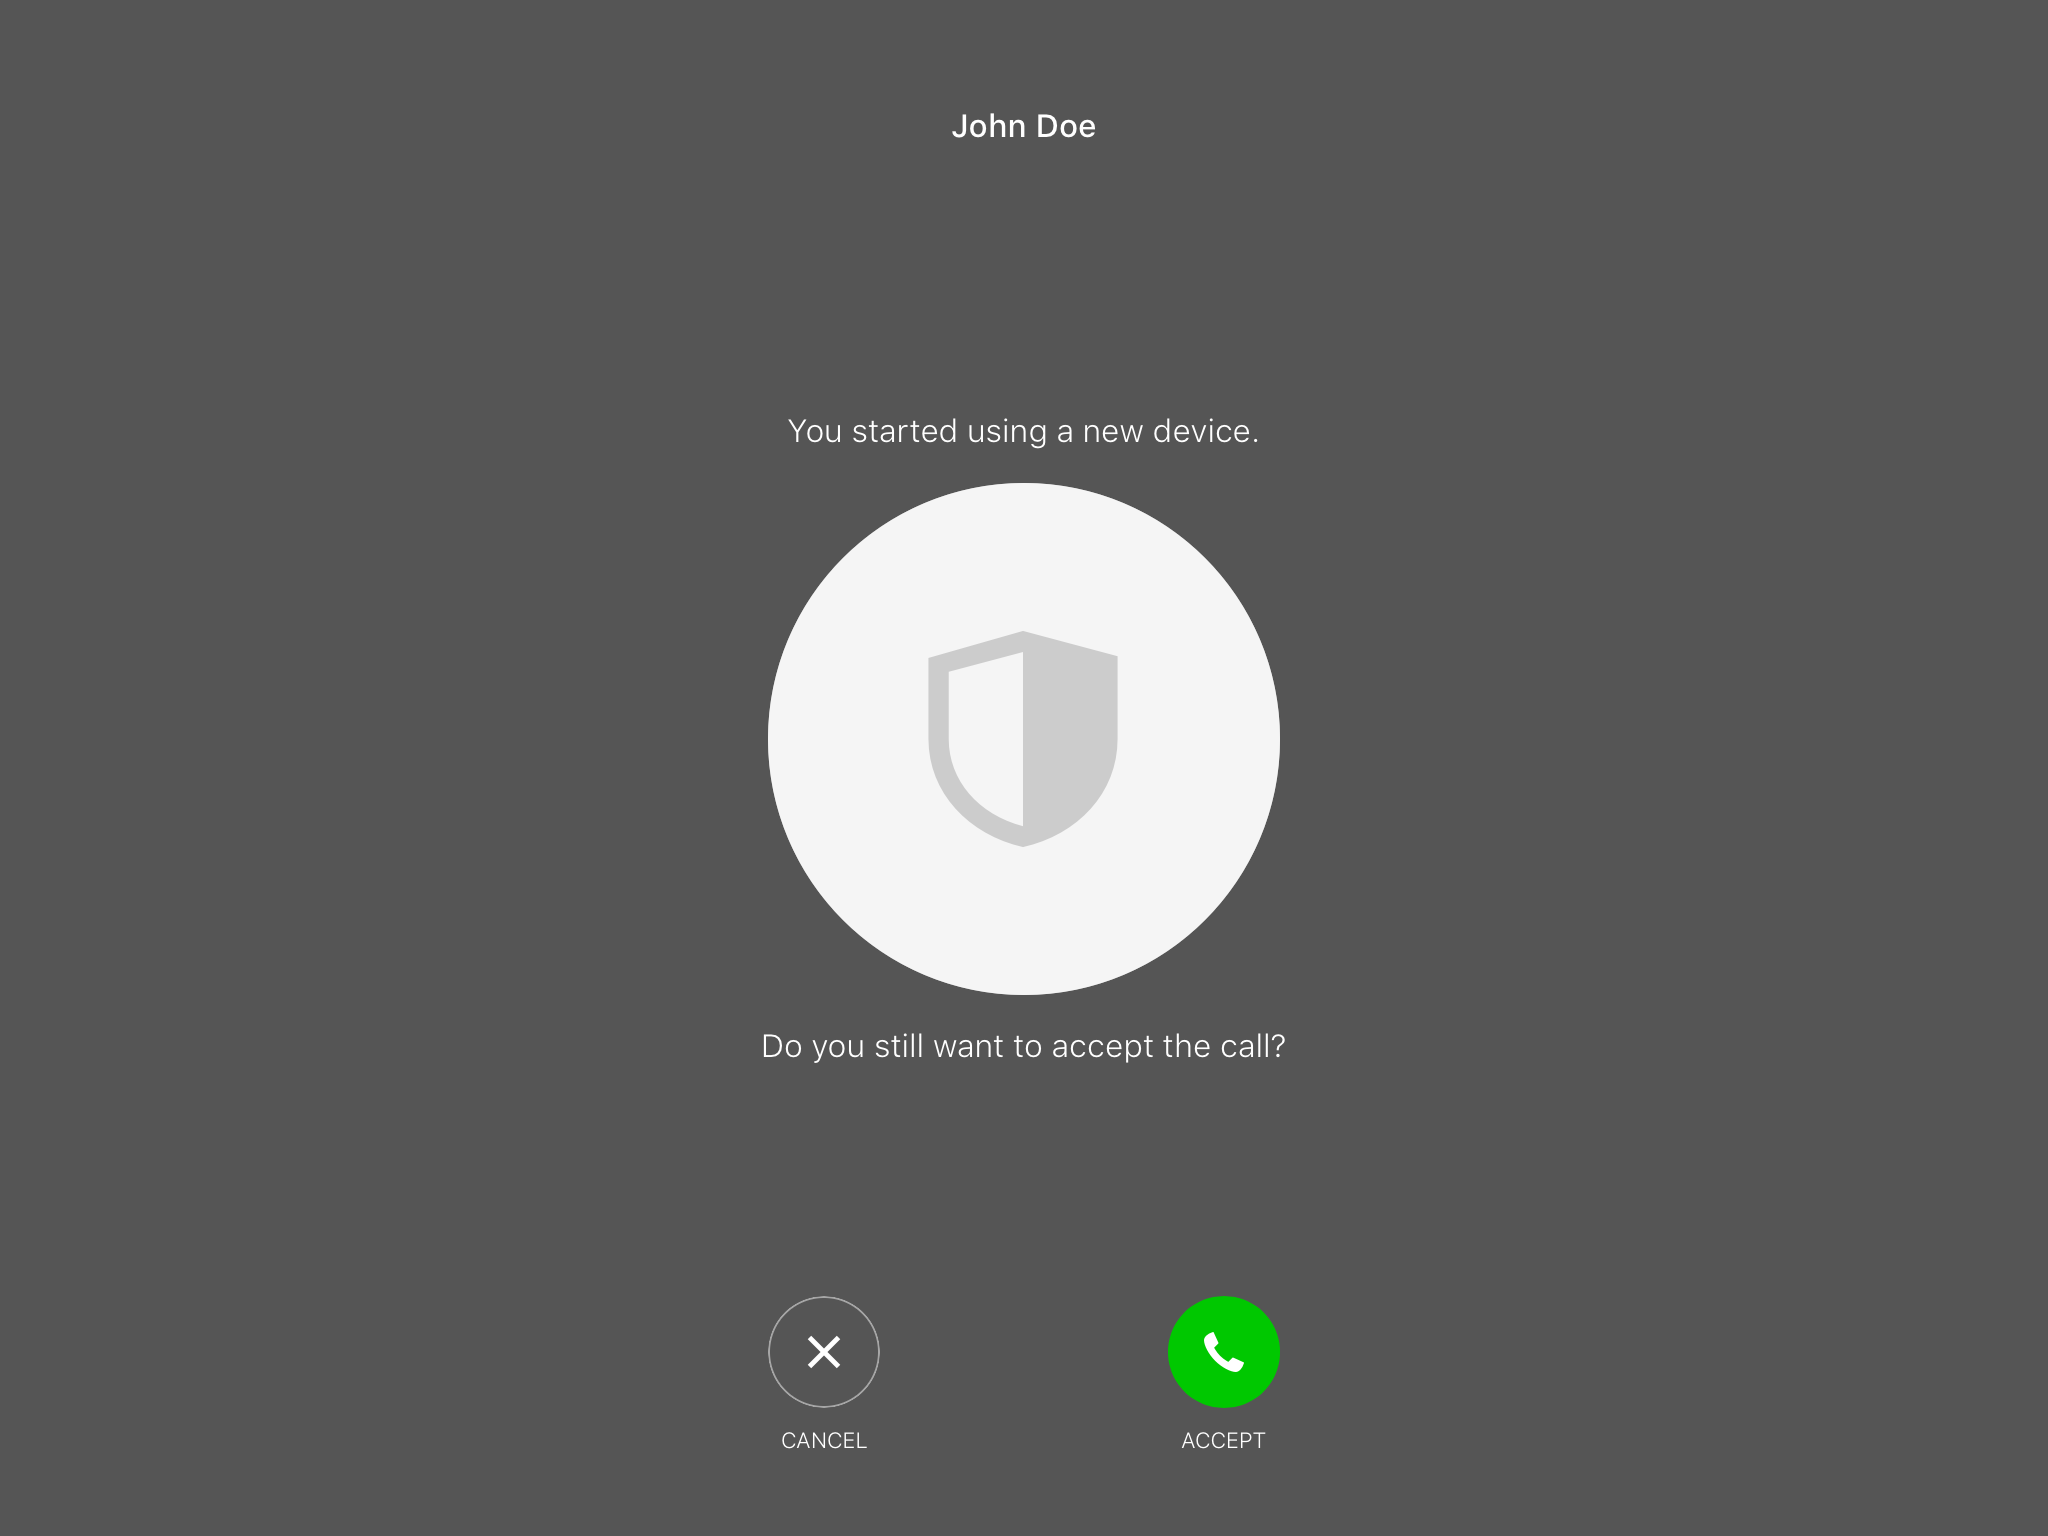 John Doe
You started using a new device.
Do you still want to accept the call?
CANCEL
ACCEPT